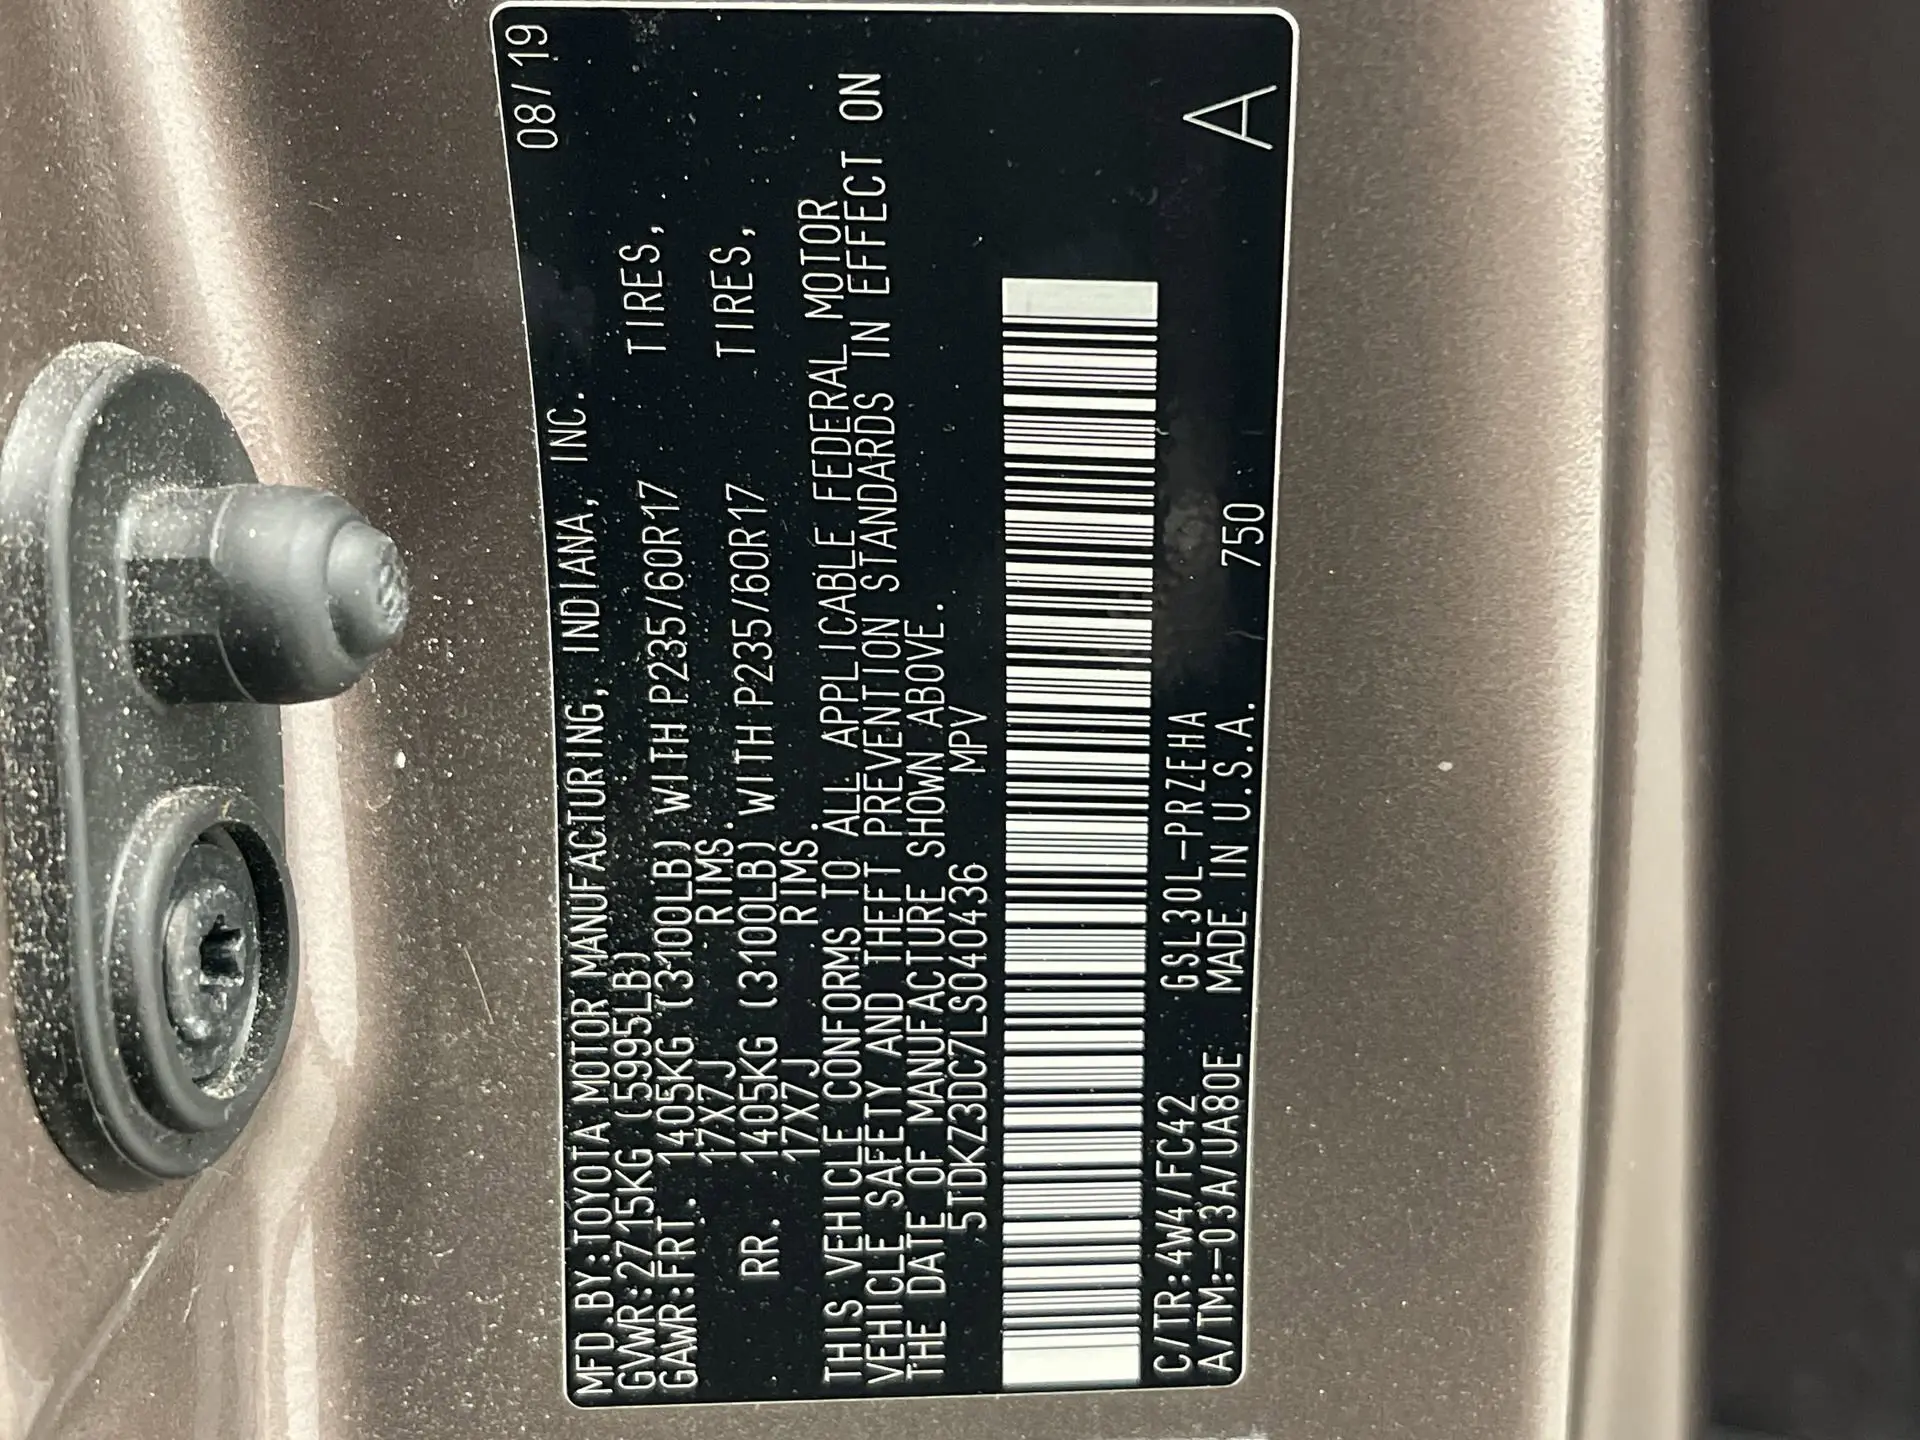 MFD.BY:TOYOTA MOTOR MANUFACTURING, INDIANA, INC. 08/19
GVWR:2715KG (5995LB)
GAWR:FRT. 1405KG (3100LB) WITH P235/60R17 TIRES,
17X7J RIMS.
RR. 1405KG (3100LB) WITH P235/60R17 TIRES,
17X7J RIMS.
THIS VEHICLE CONFORMS TO ALL APPLICABLE FEDERAL MOTOR
VEHICLE SAFETY AND THEFT PREVENTION STANDARDS IN EFFECT ON
THE DATE OF MANUFACTURE SHOWN ABOVE.
5TDKZ3DC7LS040436 MPV
C/TR:4W4/FC42 GSL30L-PRZEHA
A/TM:-03A/UA80E MADE IN U.S.A. 750 A